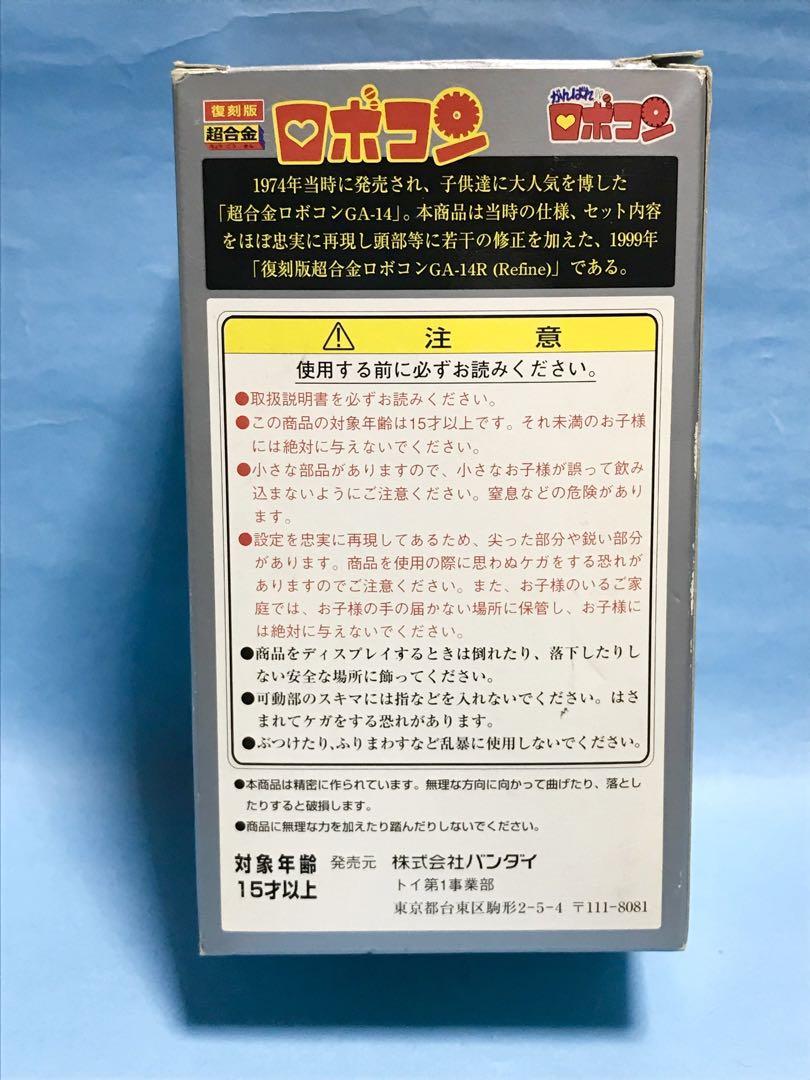 復刻版
超合金
ちょうごうきん
ロボコン
がんばれ!!
ロボコン
1974年当時に発売され、子供達に大人気を博した
「超合金ロボコンGA-14」。本商品は当時の仕様、セット内容
をほぼ忠実に再現し頭部等に若干の修正を加えた、1999年
「復刻版超合金ロボコンGA-14R (Refine)」である。
注意
使用する前に必ずお読みください。
●取扱説明書を必ずお読みください。
●この商品の対象年齢は15才以上です。それ未満のお子様
には絶対に与えないでください。
●小さな部品がありますので、小さなお子様が誤って飲み
込まないようにご注意ください。窒息などの危険があり
ます。
●設定を忠実に再現してあるため、尖った部分や鋭い部分
があります。商品を使用の際に思わぬケガをする恐れが
ありますのでご注意ください。また、お子様のいるご家
庭では、お子様の手の届かない場所に保管し、お子様に
は絶対に与えないでください。
●商品をディスプレイするときは倒れたり、落下したりし
ない安全な場所に飾ってください。
●可動部のスキマには指などを入れないでください。はさ
まれてケガをする恐れがあります。
●ぶつけたり、ふりまわすなど乱暴に使用しないでください。
●本商品は精密に作られています。無理な方向に向かって曲げたり、落とし
たりすると破損します。
●商品に無理な力を加えたり踏んだりしないでください。
対象年齢
15才以上
発売元 株式会社バンダイ
トイ第1事業部
東京都台東区駒形2-5-4 〒111-8081